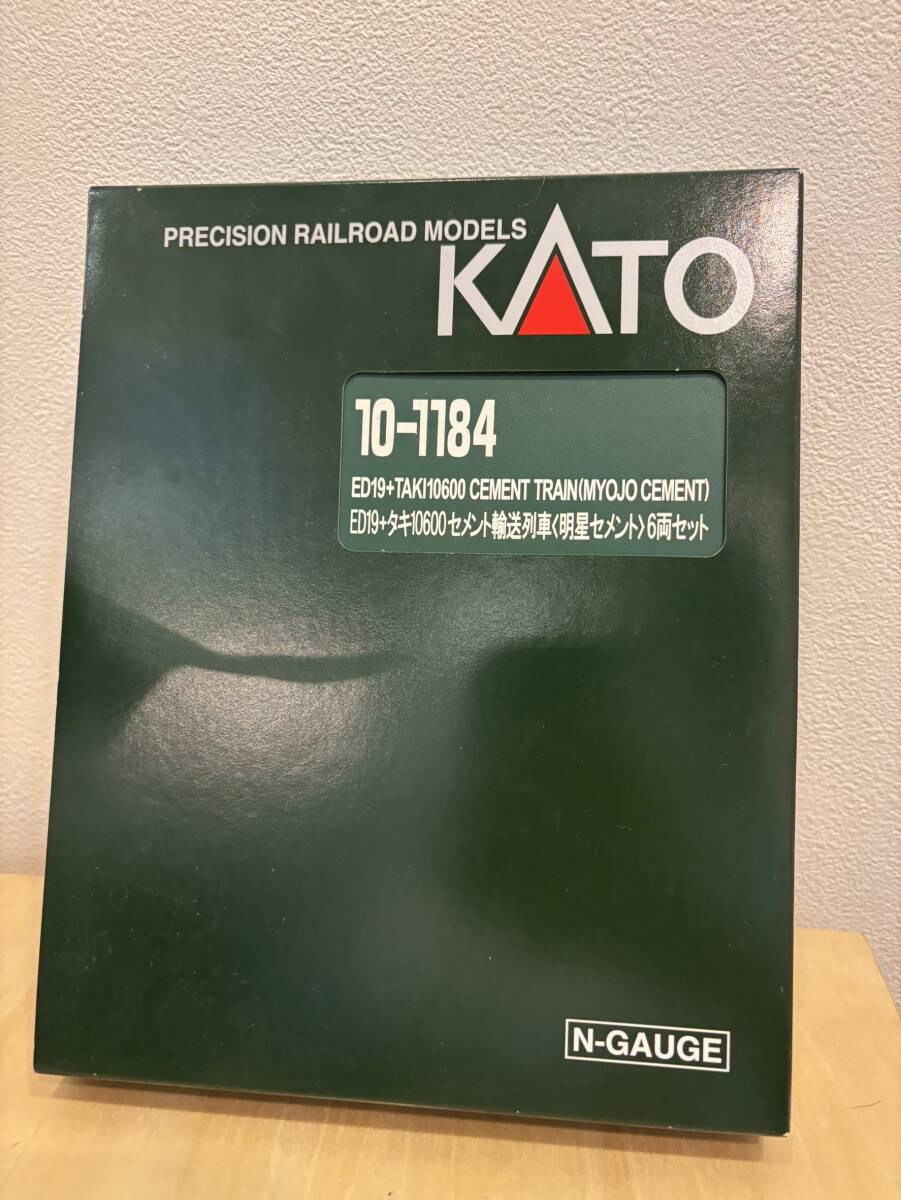 PRECISION RAILROAD MODELS
KATO
10-1184
ED19+TAKI10600 CEMENT TRAIN(MYOJO CEMENT)
ED19+タキ10600セメント輸送列車〈明星セメント〉6両セット
N-GAUGE